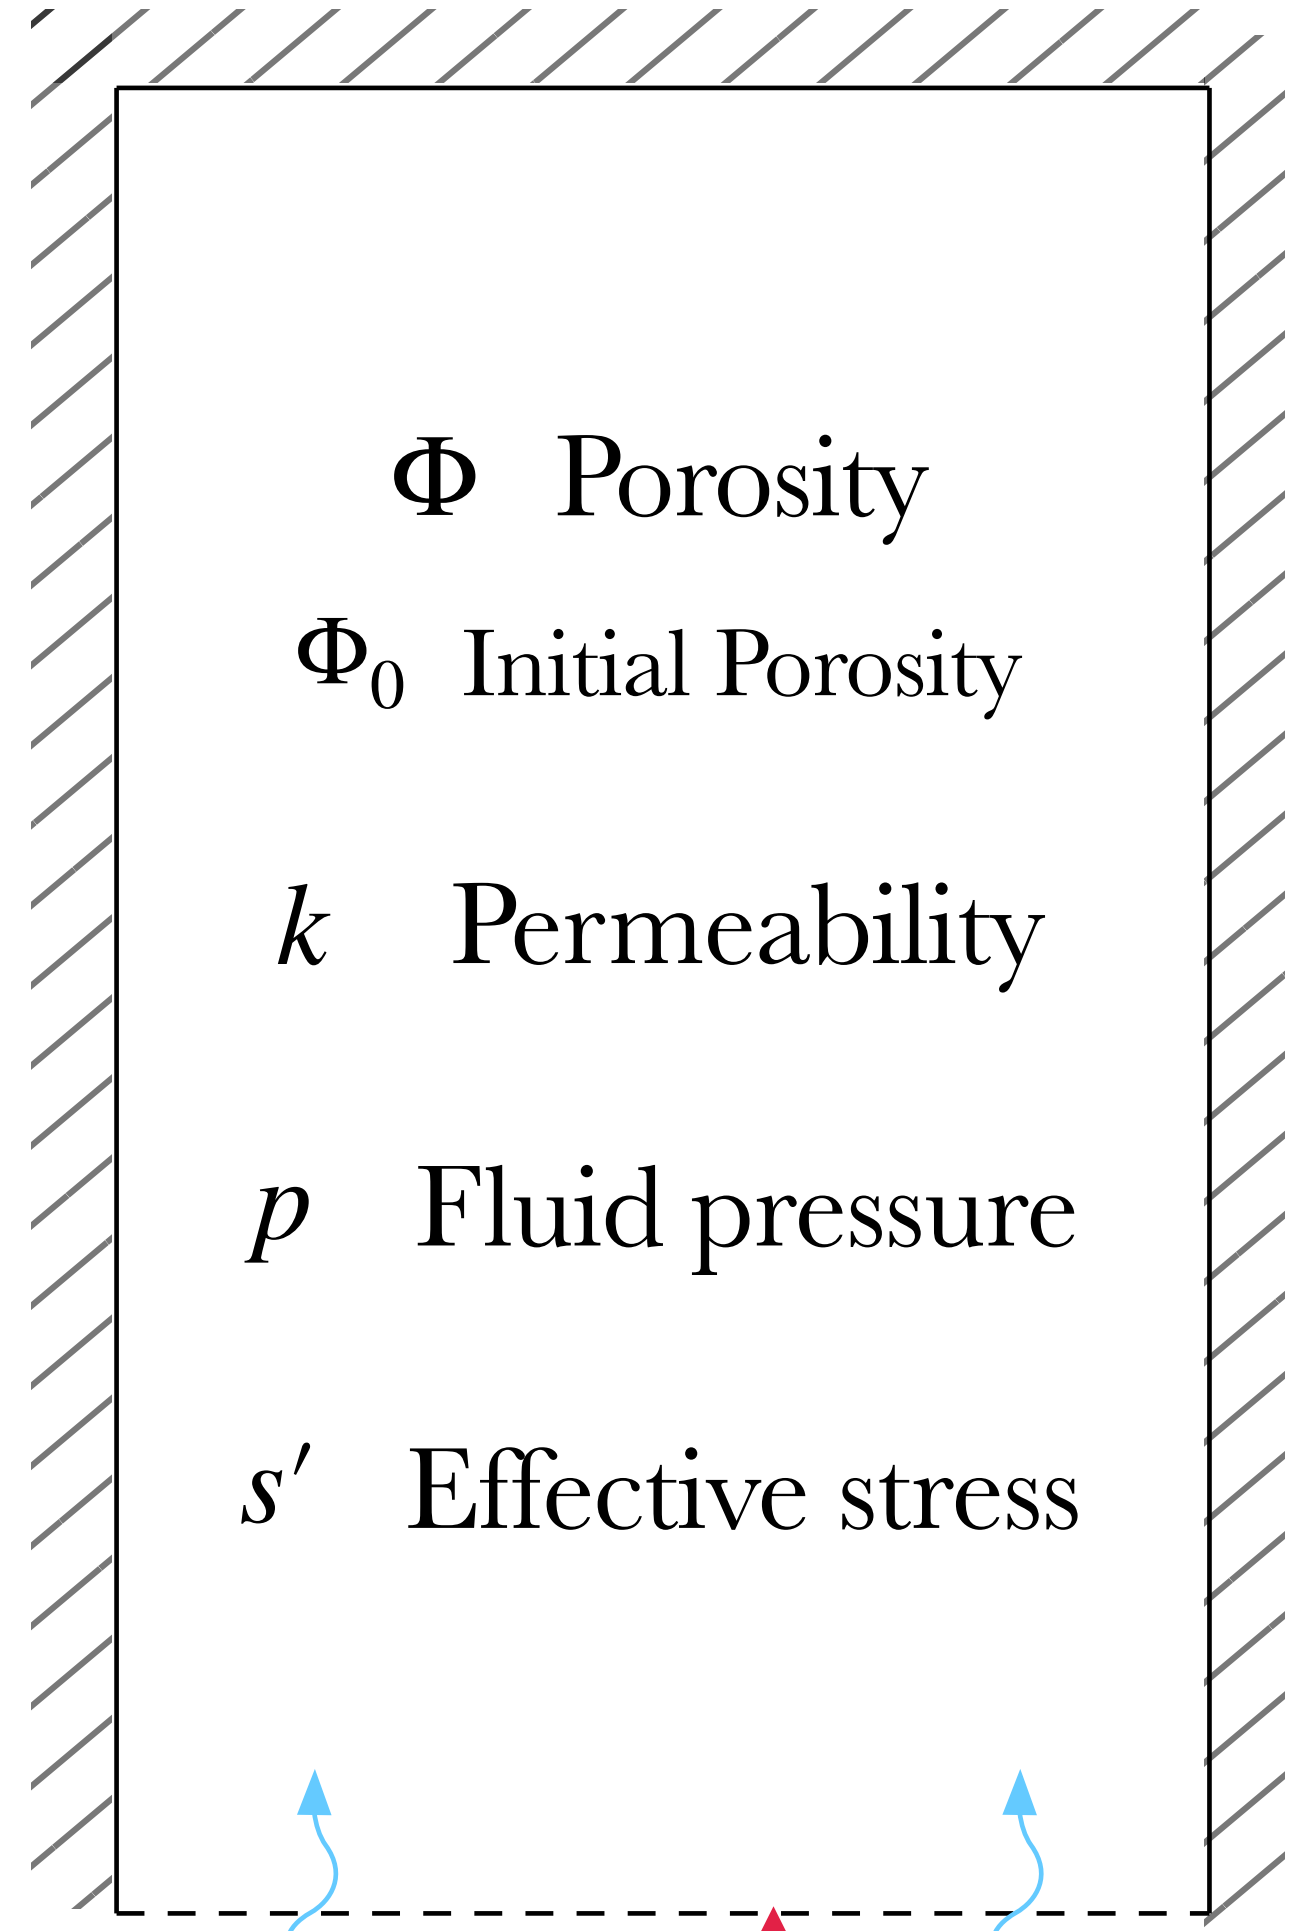 Φ Porosity
Φ₀ Initial Porosity
k Permeability
p Fluid pressure
s′ Effective stress